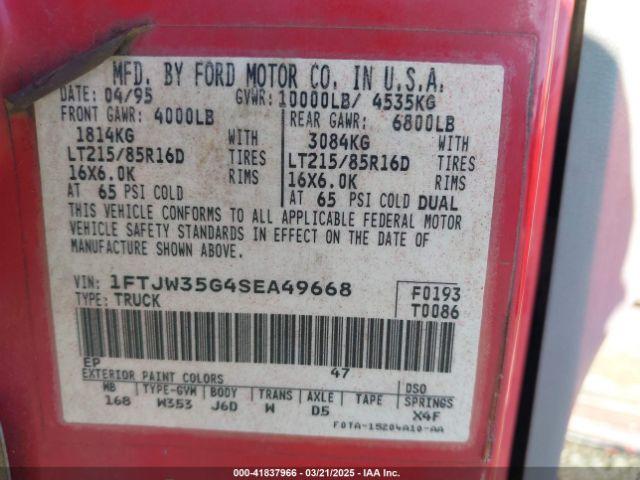 MFD. BY FORD MOTOR CO. IN U.S.A.
DATE: 04/95 GVWR: 10000LB/ 4535KG
FRONT GAWR: 4000LB REAR GAWR: 6800LB
1814KG WITH 3084KG WITH
LT215/85R16D TIRES LT215/85R16D TIRES
16X6.0K RIMS 16X6.0K RIMS
AT 65 PSI COLD AT 65 PSI COLD DUAL
THIS VEHICLE CONFORMS TO ALL APPLICABLE FEDERAL MOTOR
VEHICLE SAFETY STANDARDS IN EFFECT ON THE DATE OF
MANUFACTURE SHOWN ABOVE.
VIN: 1FTJW35G4SEA49668 F0193
TYPE: TRUCK T0086
EP 47
EXTERIOR PAINT COLORS DSO
WB TYPE-GVW BODY TRANS AXLE TAPE SPRINGS
168 W353 J6D W D5 X4F
F0TA-15204A10-AA
000-41837966 — 03/21/2025 — IAA Inc.